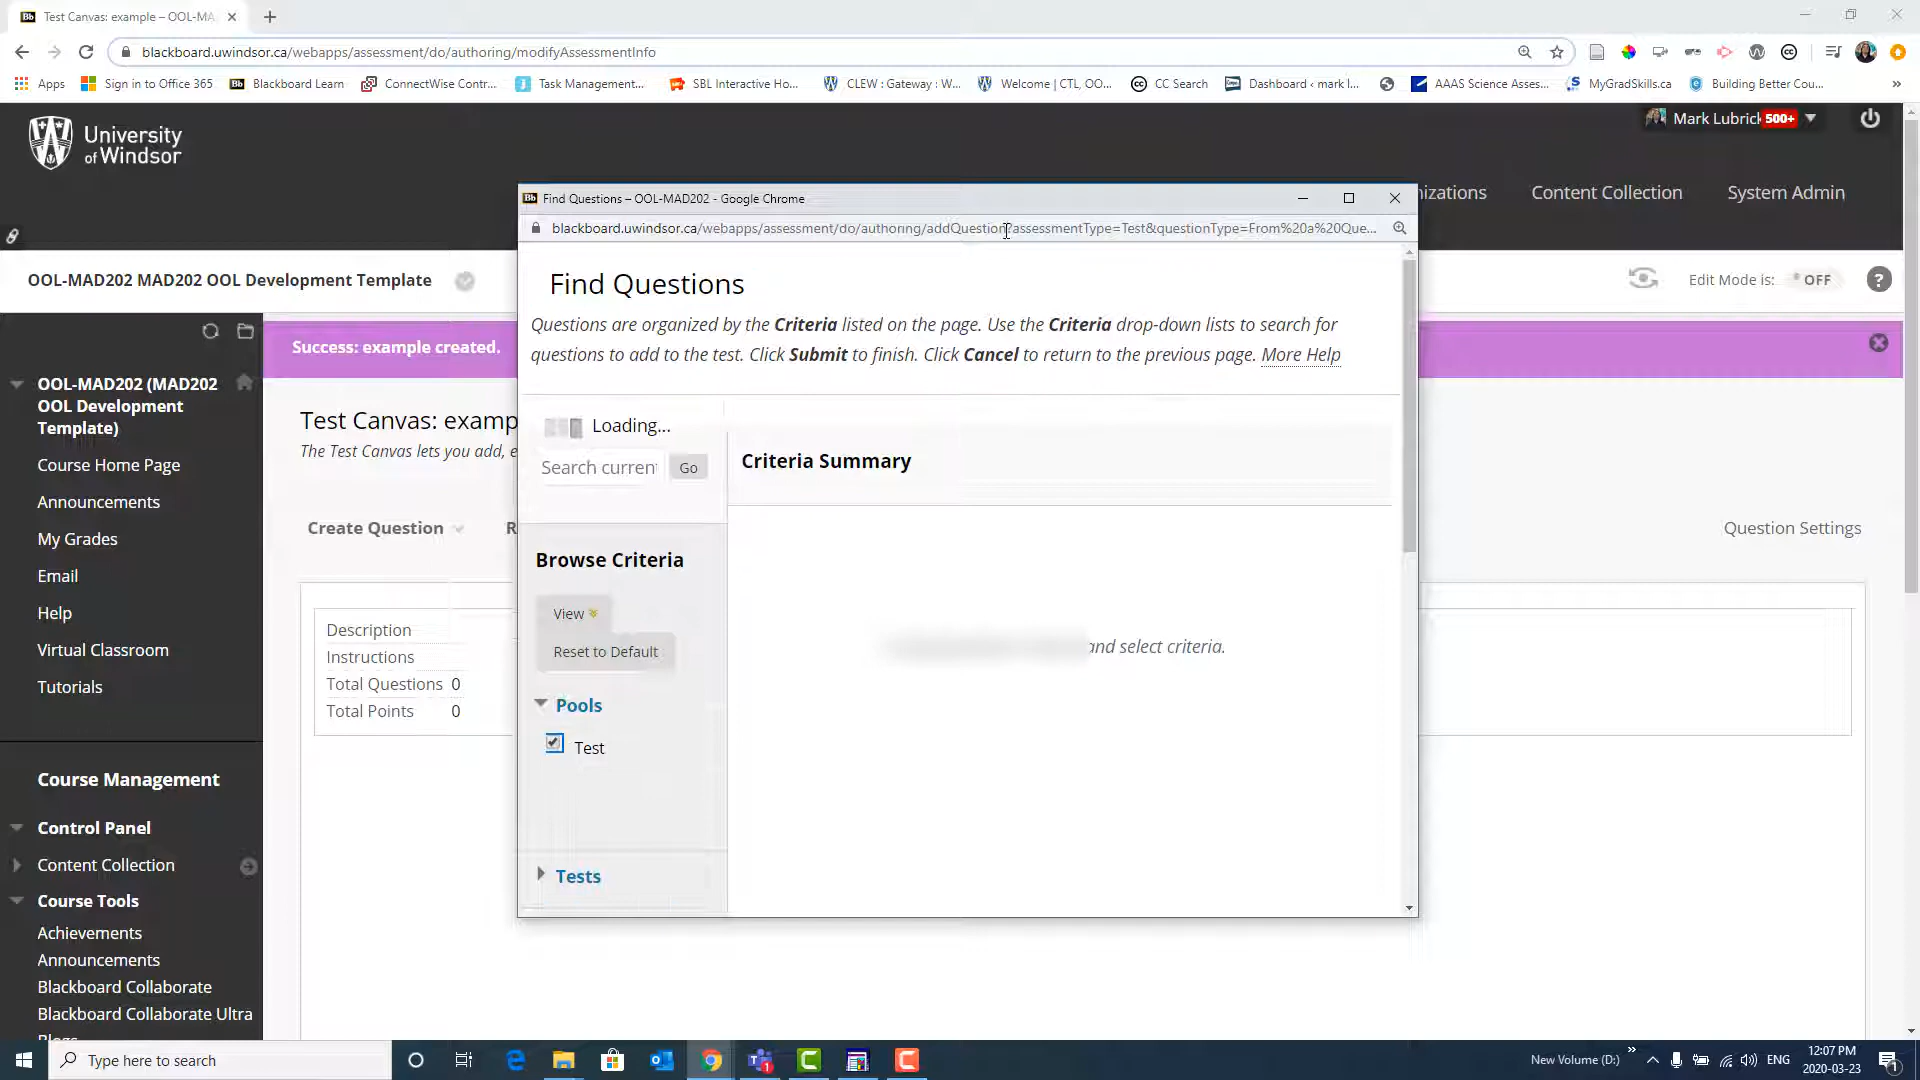 Test Canvas: example – OOL-MA
blackboard.uwindsor.ca/webapps/assessment/do/authoring/modifyAssessmentInfo
Apps
Sign in to Office 365
Bb
Blackboard Learn
ConnectWise Contr...
Task Management...
SBL Interactive Ho...
CLEW : Gateway : W...
Welcome | CTL, OO...
CC Search
Dashboard ‹ mark l...
AAAS Science Asses...
MyGradSkills.ca
Building Better Cou...
»
University
of Windsor
Mark Lubrick 500+
nizations
Content Collection
System Admin
Bb
Find Questions – OOL-MAD202 - Google Chrome
blackboard.uwindsor.ca/webapps/assessment/do/authoring/addQuestion?assessmentType=Test&questionType=From%20a%20Que...
OOL-MAD202 MAD202 OOL Development Template
Edit Mode is:
OFF
?
Success: example created.
Find Questions
Questions are organized by the Criteria listed on the page. Use the Criteria drop-down lists to search for
questions to add to the test. Click Submit to finish. Click Cancel to return to the previous page. More Help
Loading...
Search current
Go
Criteria Summary
Browse Criteria
View
Reset to Default
and select criteria.
Pools
Test
Tests
Test Canvas: examp
The Test Canvas lets you add, e
Create Question
R
Question Settings
Description
Instructions
Total Questions 0
Total Points 0
OOL-MAD202 (MAD202
OOL Development
Template)
Course Home Page
Announcements
My Grades
Email
Help
Virtual Classroom
Tutorials
Course Management
Control Panel
Content Collection
Course Tools
Achievements
Announcements
Blackboard Collaborate
Blackboard Collaborate Ultra
Blogs
Type here to search
New Volume (D:)
»
ENG
12:07 PM
2020-03-23